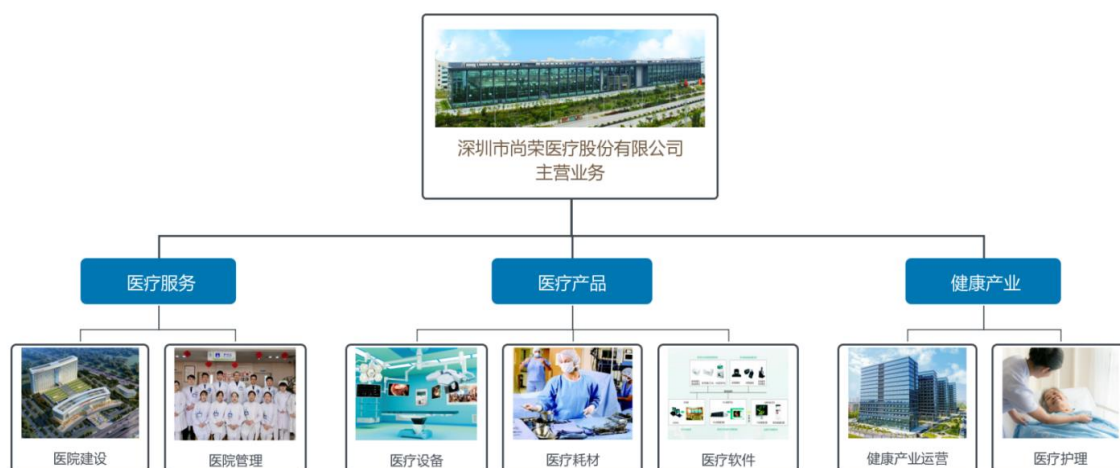 深圳市尚荣医疗股份有限公司
主营业务
医疗服务
医疗产品
健康产业
医院建设
医院管理
医疗设备
医疗耗材
医疗软件
健康产业运营
医疗护理